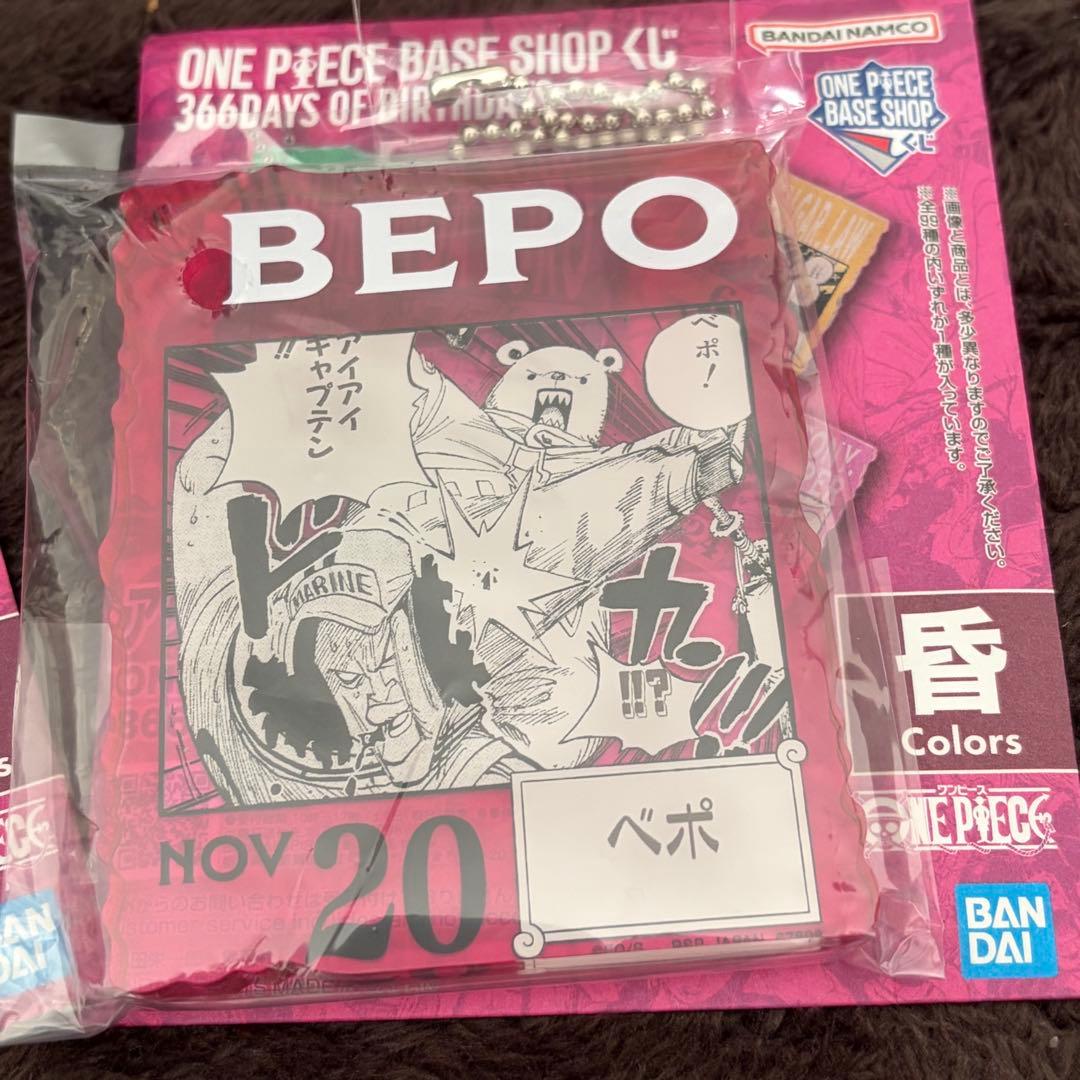 ONE PIECE BASE SHOP くじ
366DAYS OF BIRTHDAY
BANDAI NAMCO
ONE PIECE
BASE SHOP
くじ
※画像と商品とは、多少異なりますのでご了承ください。
※全99種の内いずれか1種が入っています。
BEPO
ベポ!
アイアイ
キャプテン
!!
MARINE
ドカッ
!!?
NOV 20
ベポ
昏
Colors
ワンピース
ONE PIECE
BAN
DAI